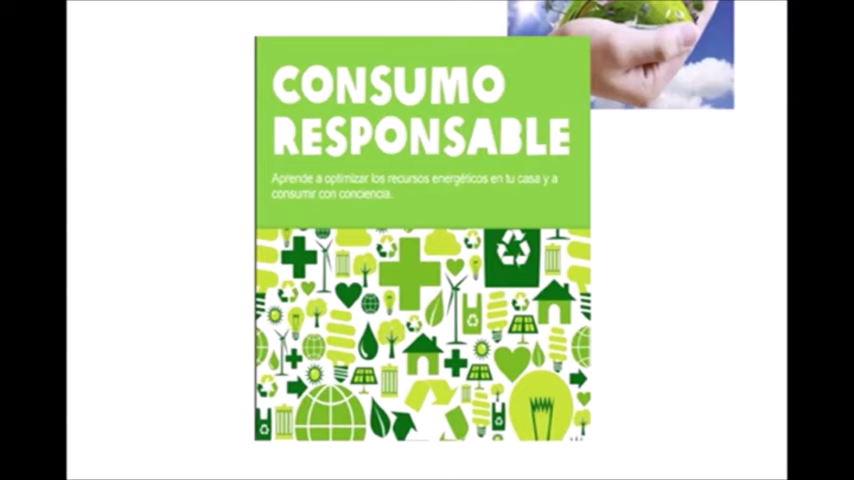 CONSUMO
RESPONSABLE
Aprende a optimizar los recursos energéticos en tu casa y a
consumir con conciencia.